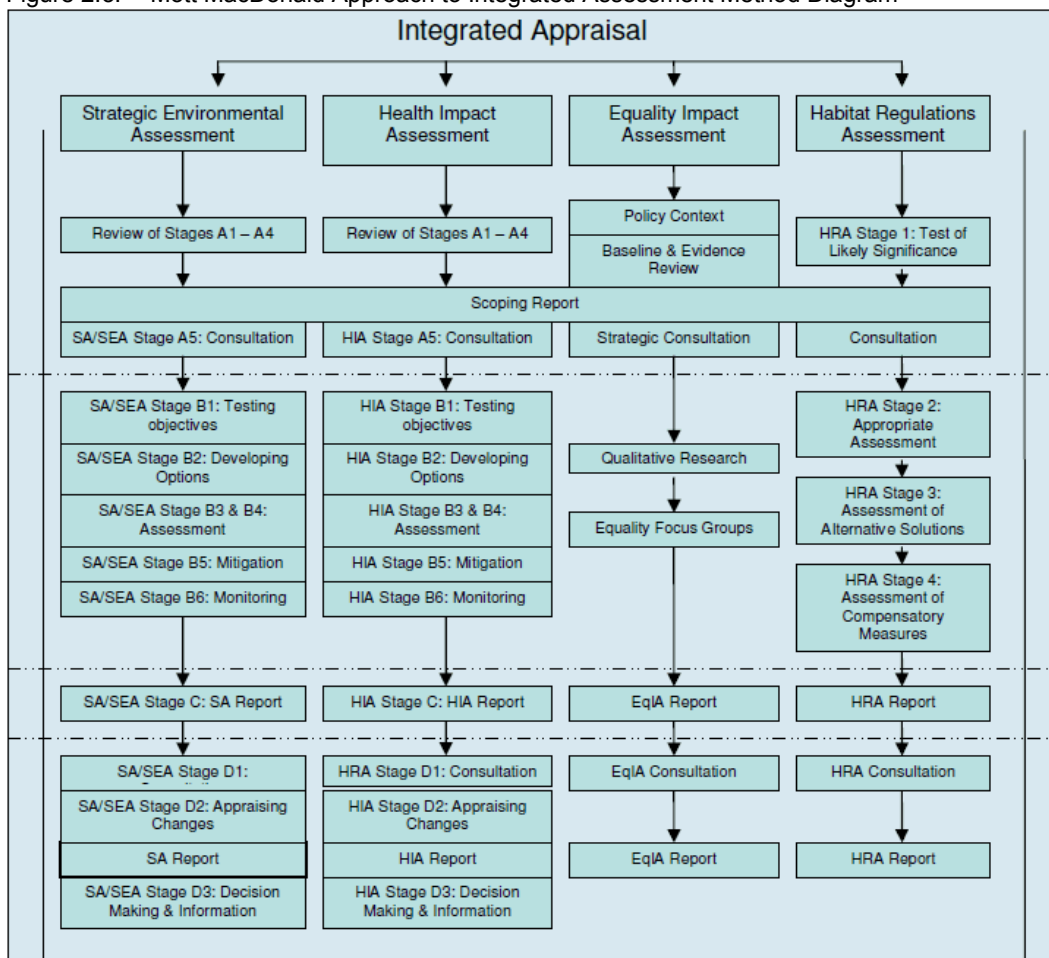 Figure
Mott MacDonald Approach to Integrated Assessment Method Diagram
Integrated Appraisal
Strategic Environmental
Assessment
Health Impact
Assessment
Equality Impact
Assessment
Habitat Regulations
Assessment
Review of Stages A1 – A4
Review of Stages A1 – A4
Policy Context
Baseline & Evidence
Review
HRA Stage 1: Test of
Likely Significance
Scoping Report
SA/SEA Stage A5: Consultation
HIA Stage A5: Consultation
Strategic Consultation
Consultation
SA/SEA Stage B1: Testing
objectives
SA/SEA Stage B2: Developing
Options
SA/SEA Stage B3 & B4:
Assessment
SA/SEA Stage B5: Mitigation
SA/SEA Stage B6: Monitoring
HIA Stage B1: Testing
objectives
HIA Stage B2: Developing
Options
HIA Stage B3 & B4:
Assessment
HIA Stage B5: Mitigation
HIA Stage B6: Monitoring
Qualitative Research
Equality Focus Groups
HRA Stage 2:
Appropriate
Assessment
HRA Stage 3:
Assessment of
Alternative Solutions
HRA Stage 4:
Assessment of
Compensatory
Measures
SA/SEA Stage C: SA Report
HIA Stage C: HIA Report
EqIA Report
HRA Report
SA/SEA Stage D1:
SA/SEA Stage D2: Appraising
Changes
SA Report
SA/SEA Stage D3: Decision
Making & Information
HRA Stage D1: Consultation
HIA Stage D2: Appraising
Changes
HIA Report
HIA Stage D3: Decision
Making & Information
EqIA Consultation
EqIA Report
HRA Consultation
HRA Report